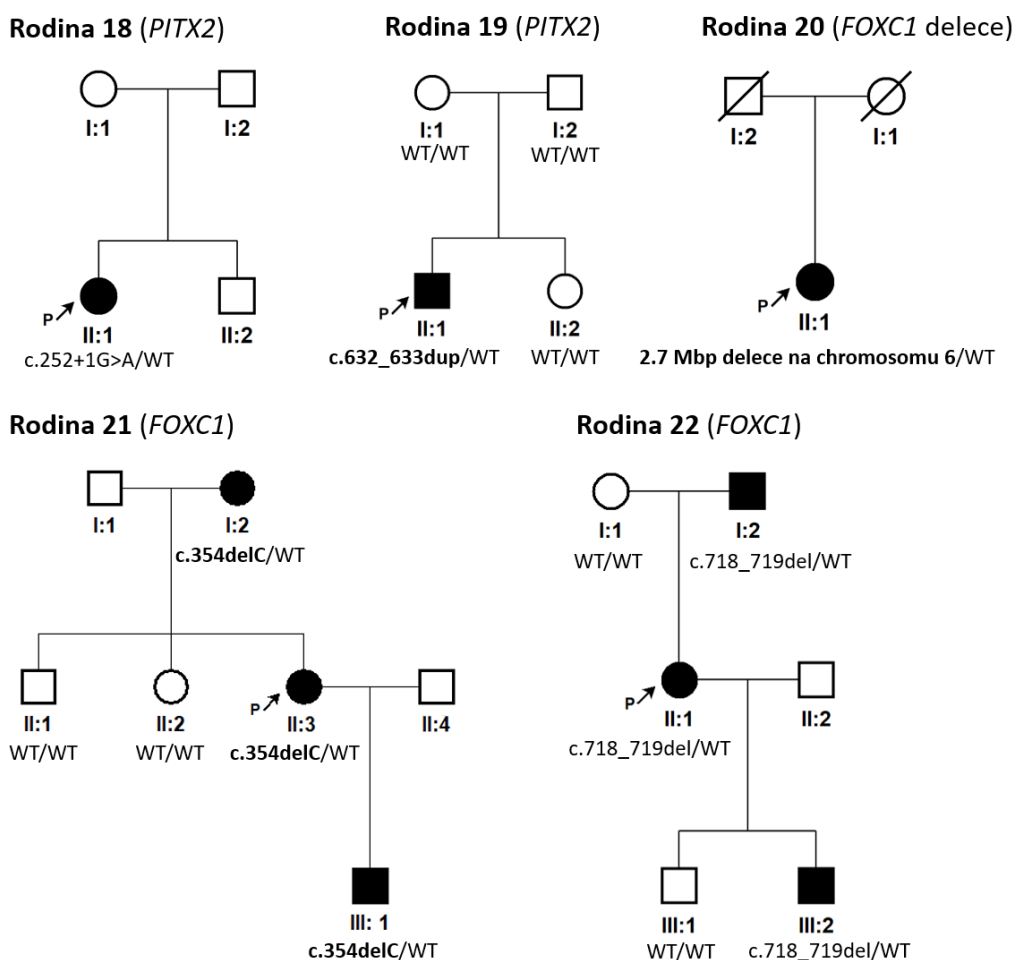 Rodina 18 (PITX2)
I:1
I:2
P
II:1
II:2
c.252+1G>A/WT
Rodina 19 (PITX2)
I:1
I:2
WT/WT
WT/WT
P
II:1
II:2
c.632_633dup/WT
WT/WT
Rodina 20 (FOXC1 delece)
I:2
I:1
P
II:1
2.7 Mbp delece na chromosomu 6/WT
Rodina 21 (FOXC1)
I:1
I:2
c.354delC/WT
P
II:1
II:2
II:3
II:4
WT/WT
WT/WT
c.354delC/WT
III: 1
c.354delC/WT
Rodina 22 (FOXC1)
I:1
I:2
WT/WT
c.718_719del/WT
P
II:1
II:2
c.718_719del/WT
III:1
III:2
WT/WT
c.718_719del/WT